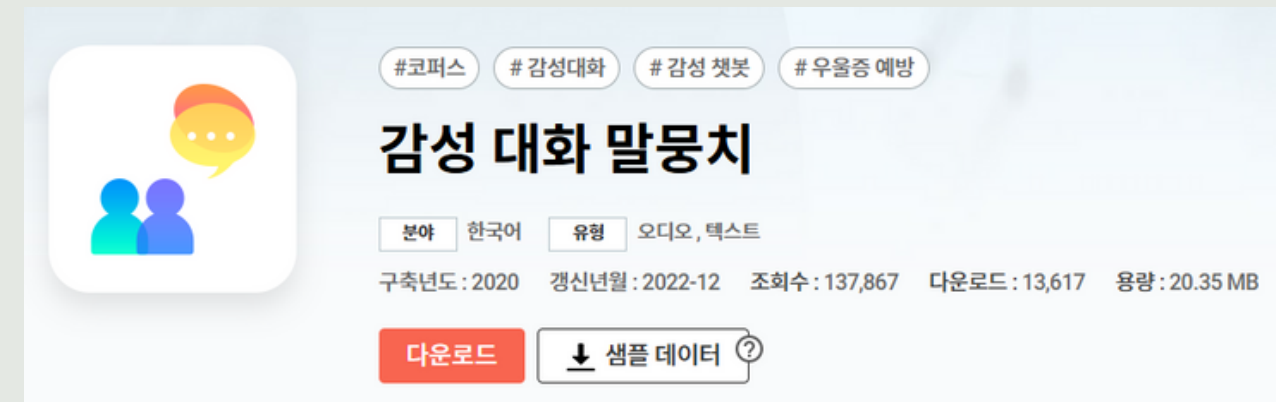 #코퍼스 # 감성대화 # 감성 챗봇 # 우울증 예방
감성 대화 말뭉치
분야 한국어 유형 오디오 , 텍스트
구축년도 : 2020 갱신년월 : 2022-12 조회수 : 137,867 다운로드 : 13,617 용량 : 20.35 MB
다운로드 샘플 데이터 ?